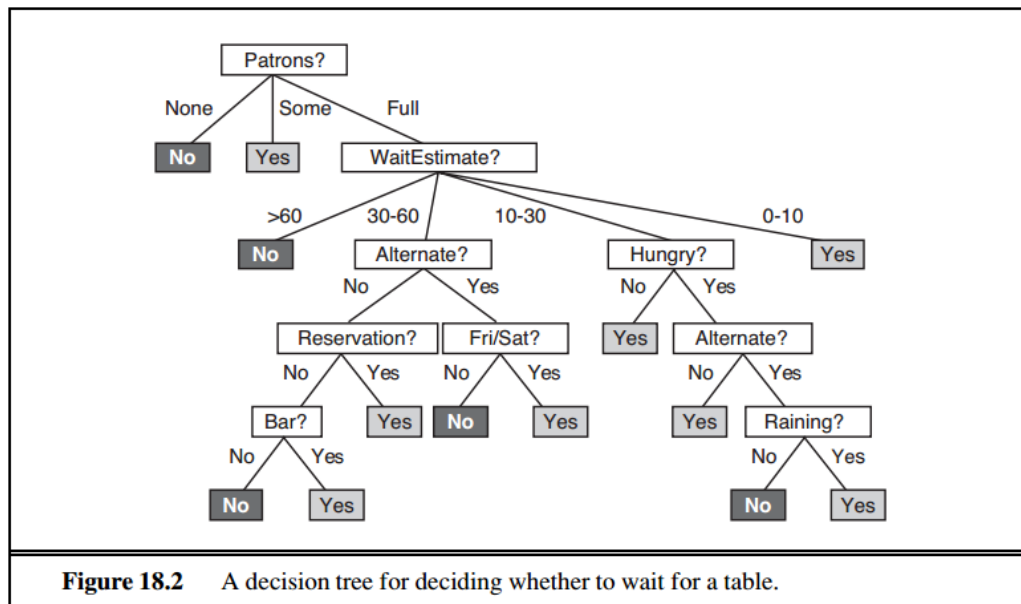 Patrons?
None Some Full
No Yes WaitEstimate?
>60 30-60 10-30 0-10
No Alternate? Hungry? Yes
No Yes No Yes
Reservation? Fri/Sat? Yes Alternate?
No Yes No Yes No Yes
Bar? Yes No Yes Yes Raining?
No Yes No Yes
No Yes No Yes
Figure 18.2 A decision tree for deciding whether to wait for a table.